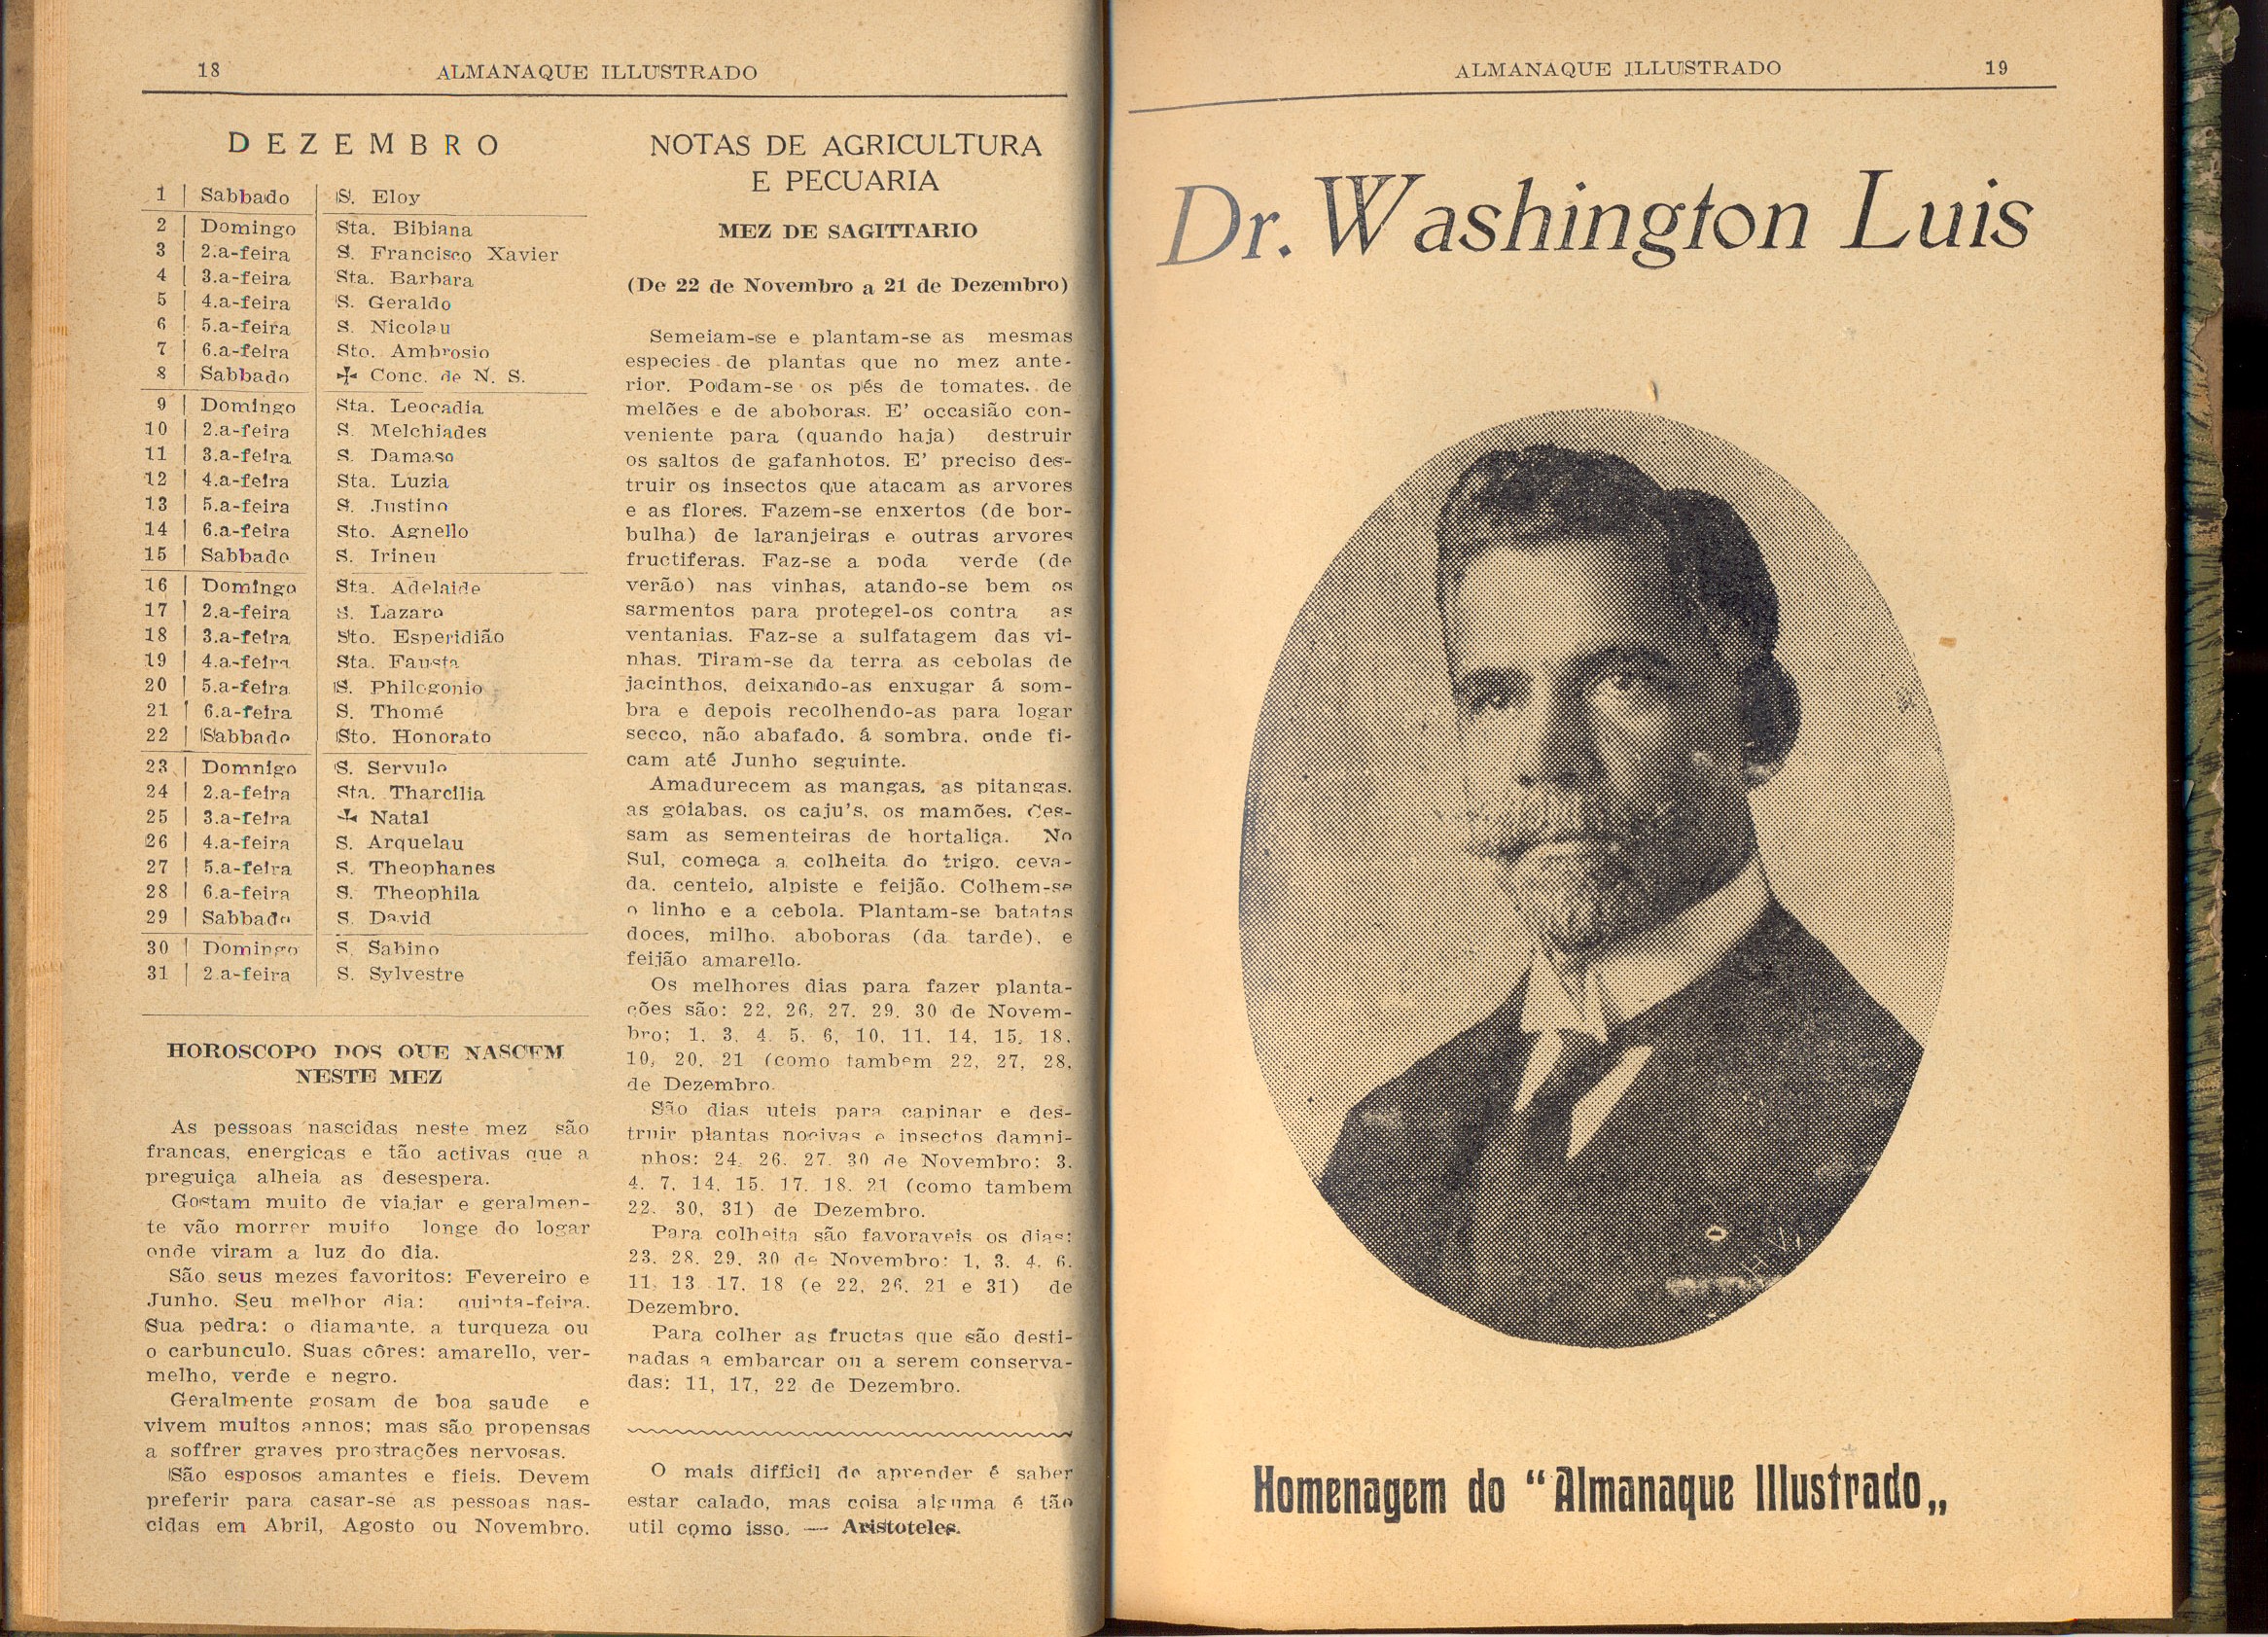 18 ALMANAQUE ILLUSTRADO
DEZEMBRO
1 | Sabbado | S. Eloy
2 | Domingo | Sta. Bibiana
3 | 2.a-feira | S. Francisco Xavier
4 | 3.a-feira | Sta. Barbara
5 | 4.a-feira | S. Geraldo
6 | 5.a-feira | S. Nicolau
7 | 6.a-feira | Sto. Ambrosio
8 | Sabbado | ✠ Conc. de N. S.
9 | Domingo | Sta. Leocadia
10 | 2.a-feira | S. Melchiades
11 | 3.a-feira | S. Damaso
12 | 4.a-feira | Sta. Luzia
13 | 5.a-feira | S. Justino
14 | 6.a-feira | Sto. Agnello
15 | Sabbado | S. Irineu
16 | Domingo | Sta. Adelaide
17 | 2.a-feira | S. Lazaro
18 | 3.a-feira | Sto. Esperidião
19 | 4.a-feira | Sta. Fausta
20 | 5.a-feira | S. Philogonio
21 | 6.a-feira | S. Thomé
22 | Sabbado | Sto. Honorato
23 | Domnigo | S. Servulo
24 | 2.a-feira | Sta. Tharcilia
25 | 3.a-feira | ✠ Natal
26 | 4.a-feira | S. Arquelau
27 | 5.a-feira | S. Theophanes
28 | 6.a-feira | S. Theophila
29 | Sabbado | S. David
30 | Domingo | S. Sabino
31 | 2.a-feira | S. Sylvestre
HOROSCOPO DOS QUE NASCEM
NESTE MEZ
As pessoas nascidas neste mez são
francas, energicas e tão activas que a
preguiça alheia as desespera.
Gostam muito de viajar e geralmen-
te vão morrer muito longe do logar
onde viram a luz do dia.
São seus mezes favoritos: Fevereiro e
Junho. Seu melhor dia: quinta-feira.
Sua pedra: o diamante, a turqueza ou
o carbunculo. Suas côres: amarello, ver-
melho, verde e negro.
Geralmente gosam de boa saude e
vivem muitos annos; mas são propensas
a soffrer graves prostrações nervosas.
São esposos amantes e fieis. Devem
preferir para casar-se as pessoas nas-
cidas em Abril, Agosto ou Novembro.
NOTAS DE AGRICULTURA
E PECUARIA
MEZ DE SAGITTARIO
(De 22 de Novembro a 21 de Dezembro)
Semeiam-se e plantam-se as mesmas
especies de plantas que no mez ante-
rior. Podam-se os pés de tomates, de
melões e de aboboras. E' occasião con-
veniente para (quando haja) destruir
os saltos de gafanhotos. E' preciso des-
truir os insectos que atacam as arvores
e as flores. Fazem-se enxertos (de bor-
bulha) de laranjeiras e outras arvores
fructiferas. Faz-se a poda verde (de
verão) nas vinhas, atando-se bem os
sarmentos para protegel-os contra as
ventanias. Faz-se a sulfatagem das vi-
nhas. Tiram-se da terra as cebolas de
jacinthos, deixando-as enxugar á som-
bra e depois recolhendo-as para logar
secco, não abafado, á sombra, onde fi-
cam até Junho seguinte.
Amadurecem as mangas, as pitangas,
as goiabas, os caju's, os mamões. Ces-
sam as sementeiras de hortaliça. No
Sul, começa a colheita do trigo, ceva-
da, centeio, alpiste e feijão. Colhem-se
o linho e a cebola. Plantam-se batatas
doces, milho, aboboras (da tarde), e
feijão amarello.
Os melhores dias para fazer planta-
ções são: 22, 26, 27, 29, 30 de Novem-
bro; 1, 3, 4, 5, 6, 10, 11, 14, 15, 18,
10, 20, 21 (como tambem 22, 27, 28,
de Dezembro.
São dias uteis para capinar e des-
truir plantas nocivas e insectos damni-
nhos: 24, 26, 27, 30 de Novembro; 3,
4, 7, 14, 15, 17, 18, 21 (como tambem
22, 30, 31) de Dezembro.
Para colheita são favoraveis os dias:
23, 28, 29, 30 de Novembro; 1, 3, 4, 6,
11, 13, 17, 18 (e 22, 26, 21 e 31) de
Dezembro.
Para colher as fructas que são desti-
nadas a embarcar ou a serem conserva-
das: 11, 17, 22 de Dezembro.
O mais difficil de aprender é saber
estar calado, mas coisa alguma é tão
util como isso. — Aristoteles.
ALMANAQUE ILLUSTRADO 19
Dr. Washington Luis
Homenagem do "Almanaque Illustrado„